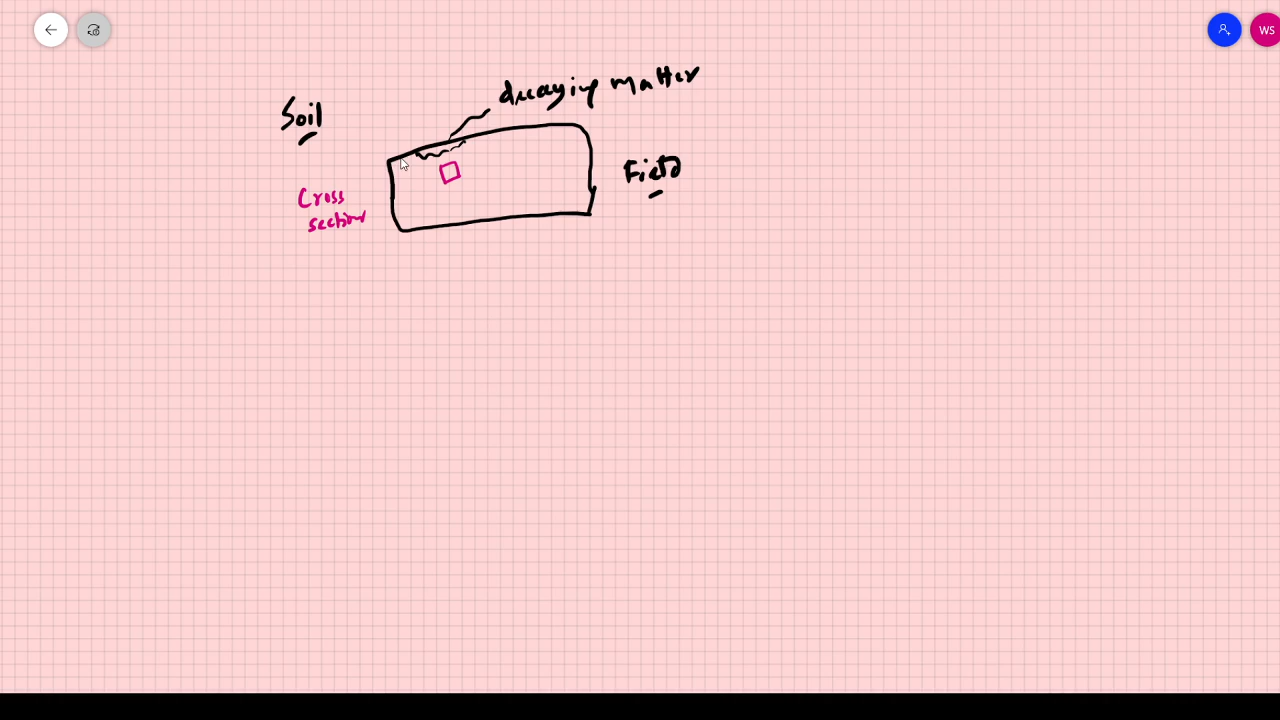 decaying matter
Soil
Field
Cross
section
WS